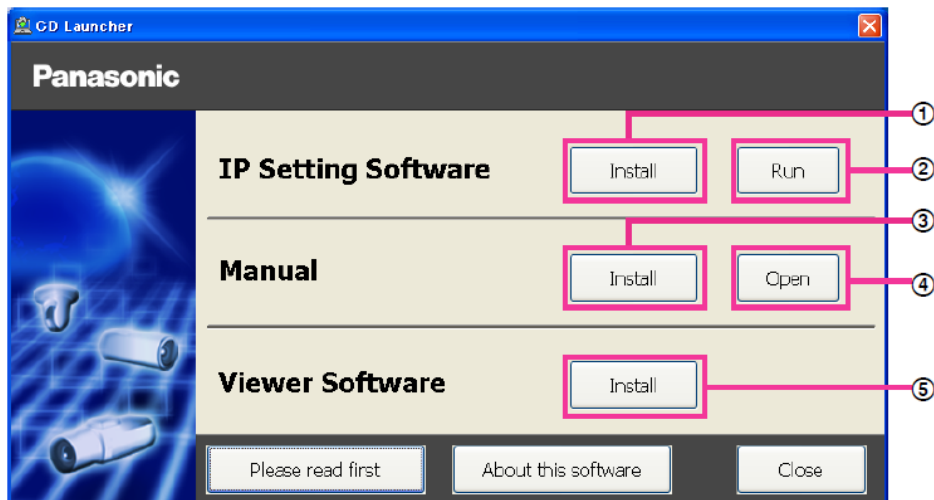 CD Launcher
Panasonic
①
IP Setting Software Install Run ②
③
Manual Install Open ④
Viewer Software Install ⑤
Please read first About this software Close